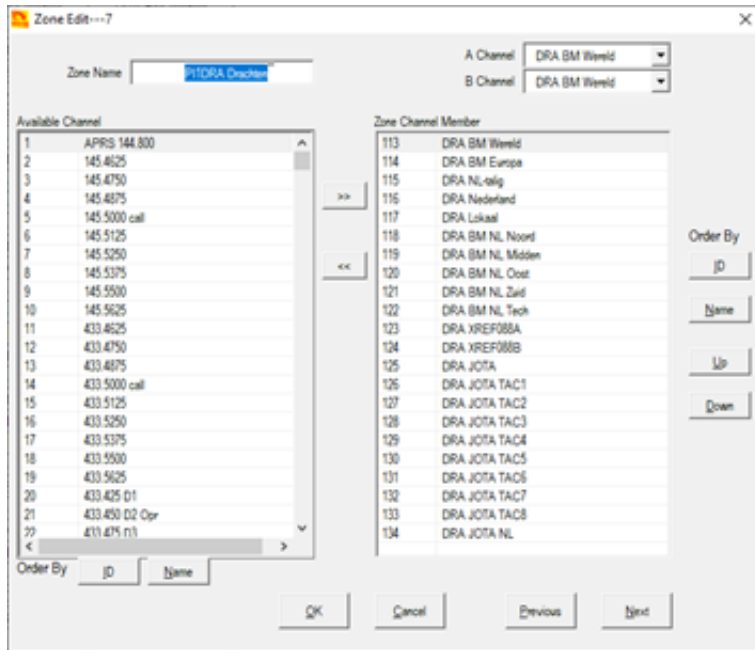 Zone Edit---7
Zone Name PI1DRA Drachten
A Channel DRA BM Wereld
B Channel DRA BM Wereld
Available Channel
1 APRS 144.800
2 145.4625
3 145.4750
4 145.4875
5 145.5000 call
6 145.5125
7 145.5250
8 145.5375
9 145.5500
10 145.5625
11 433.4625
12 433.4750
13 433.4875
14 433.5000 call
15 433.5125
16 433.5250
17 433.5375
18 433.5500
19 433.5625
20 433.425 D1
21 433.450 D2 Opr
22 433.475 D3
Order By ID Name
>>
<<
Zone Channel Member
113 DRA BM Wereld
114 DRA BM Europa
115 DRA NL-talig
116 DRA Nederland
117 DRA Lokaal
118 DRA BM NL Noord
119 DRA BM NL Midden
120 DRA BM NL Oost
121 DRA BM NL Zuid
122 DRA BM NL Tech
123 DRA XREF088A
124 DRA XREF088B
125 DRA JOTA
126 DRA JOTA TAC1
127 DRA JOTA TAC2
128 DRA JOTA TAC3
129 DRA JOTA TAC4
130 DRA JOTA TAC5
131 DRA JOTA TAC6
132 DRA JOTA TAC7
133 DRA JOTA TAC8
134 DRA JOTA NL
Order By
ID
Name
Up
Down
OK Cancel Previous Next